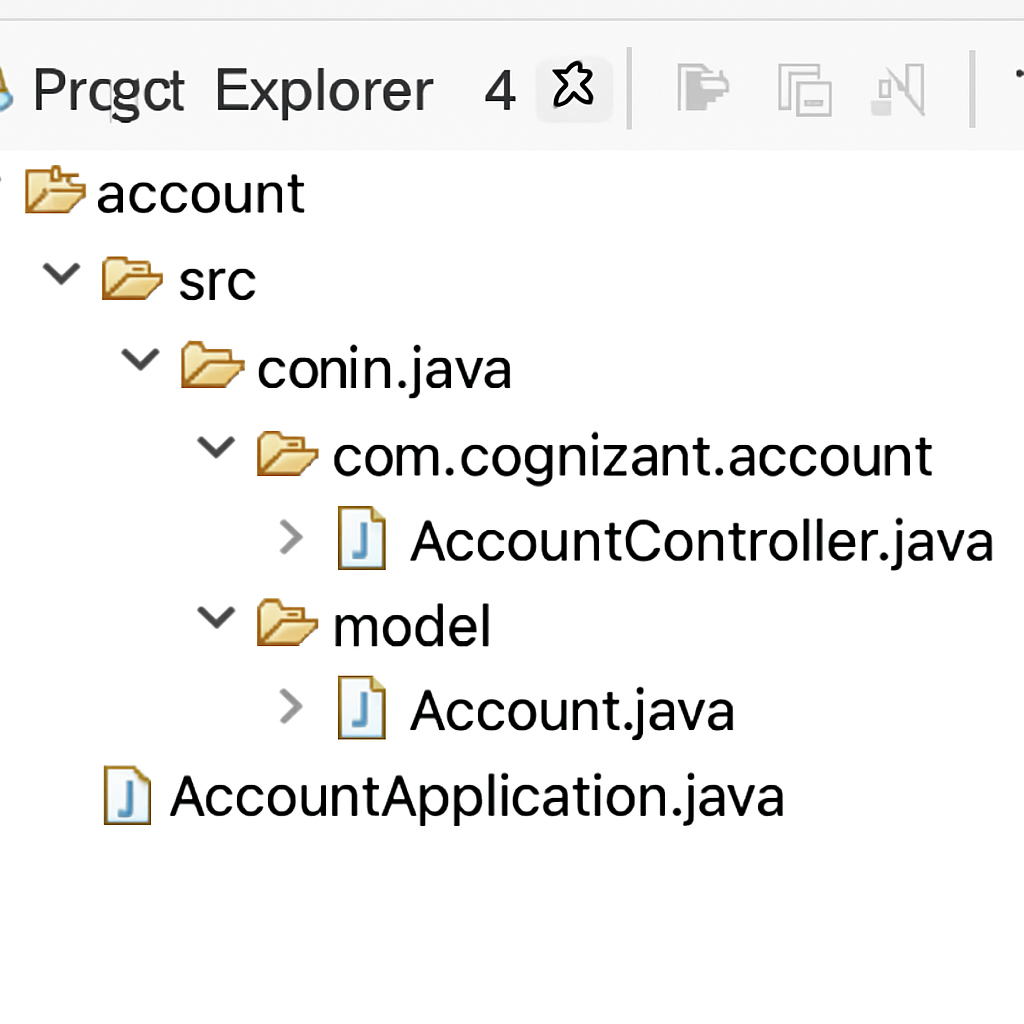 Prcgct Explorer 4
account
src
conin.java
com.cognizant.account
AccountController.java
model
Account.java
AccountApplication.java